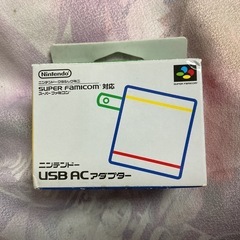 Nintendo
ニンテンドークラシックミニ
SUPER Famicom 対応
スーパーファミコン
SUPER FAMICOM
ニンテンドー
USB ACアダプター